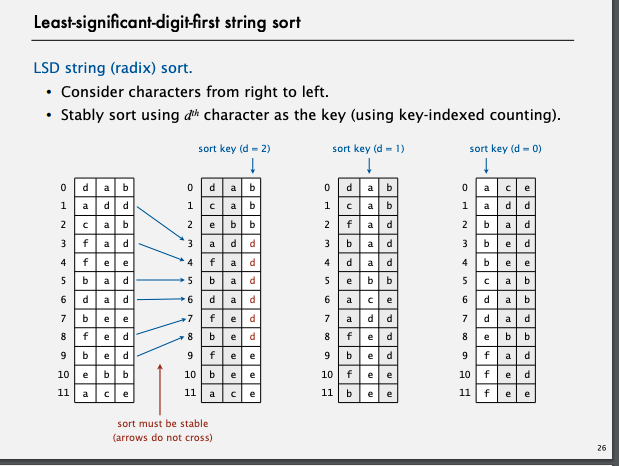 Least-significant-digit-first string sort
LSD string (radix) sort.
• Consider characters from right to left.
• Stably sort using dth character as the key (using key-indexed counting).
sort key (d = 2) sort key (d = 1) sort key (d = 0)
0 d a b 0 d a b 0 d a b 0 a c e
1 a d d 1 c a b 1 c a b 1 a d d
2 c a b 2 e b b 2 f a d 2 b a d
3 f a d 3 a d d 3 b a d 3 b e d
4 f e e 4 f a d 4 d a d 4 b e e
5 b a d 5 b a d 5 e b b 5 c a b
6 d a d 6 d a d 6 a c e 6 d a b
7 b e e 7 f e d 7 a d d 7 d a d
8 f e d 8 b e d 8 f e d 8 e b b
9 b e d 9 f e e 9 b e d 9 f a d
10 e b b 10 b e e 10 f e e 10 f e d
11 a c e 11 a c e 11 b e e 11 f e e
sort must be stable
(arrows do not cross)
26